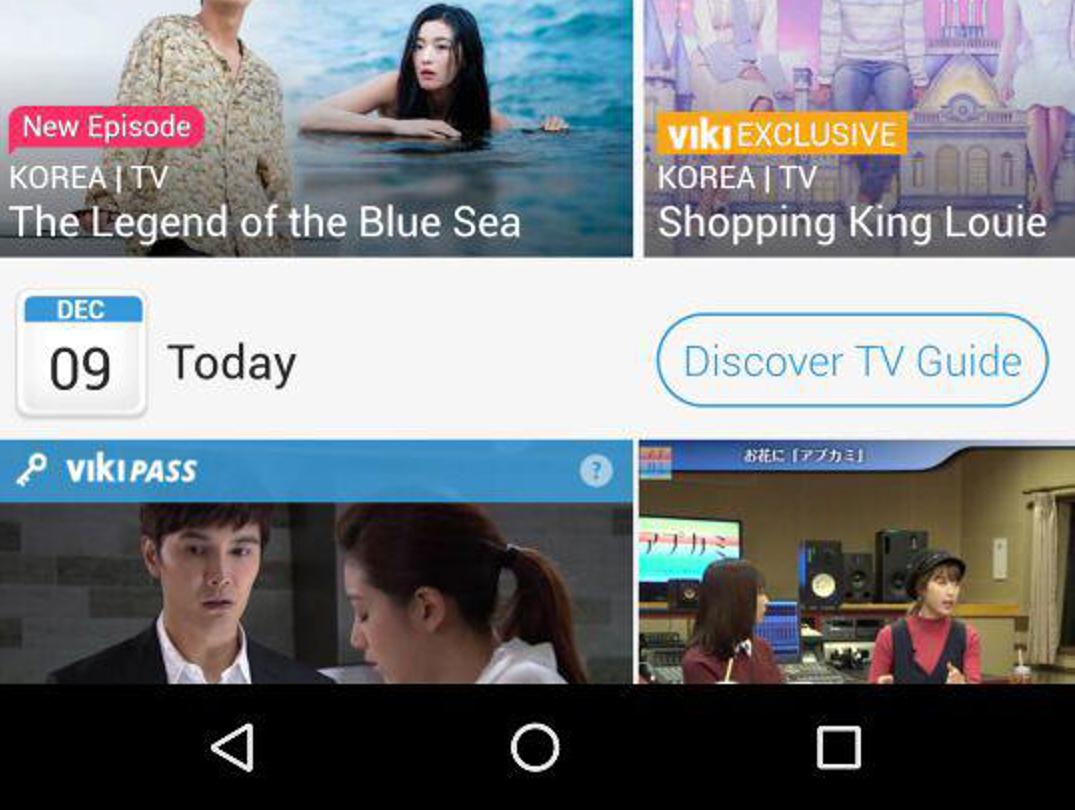 New Episode
KOREA | TV
The Legend of the Blue Sea
viki EXCLUSIVE
KOREA | TV
Shopping King Louie
DEC
09
Today
Discover TV Guide
viki PASS
?
お花に「アブカミ」
アブカミ